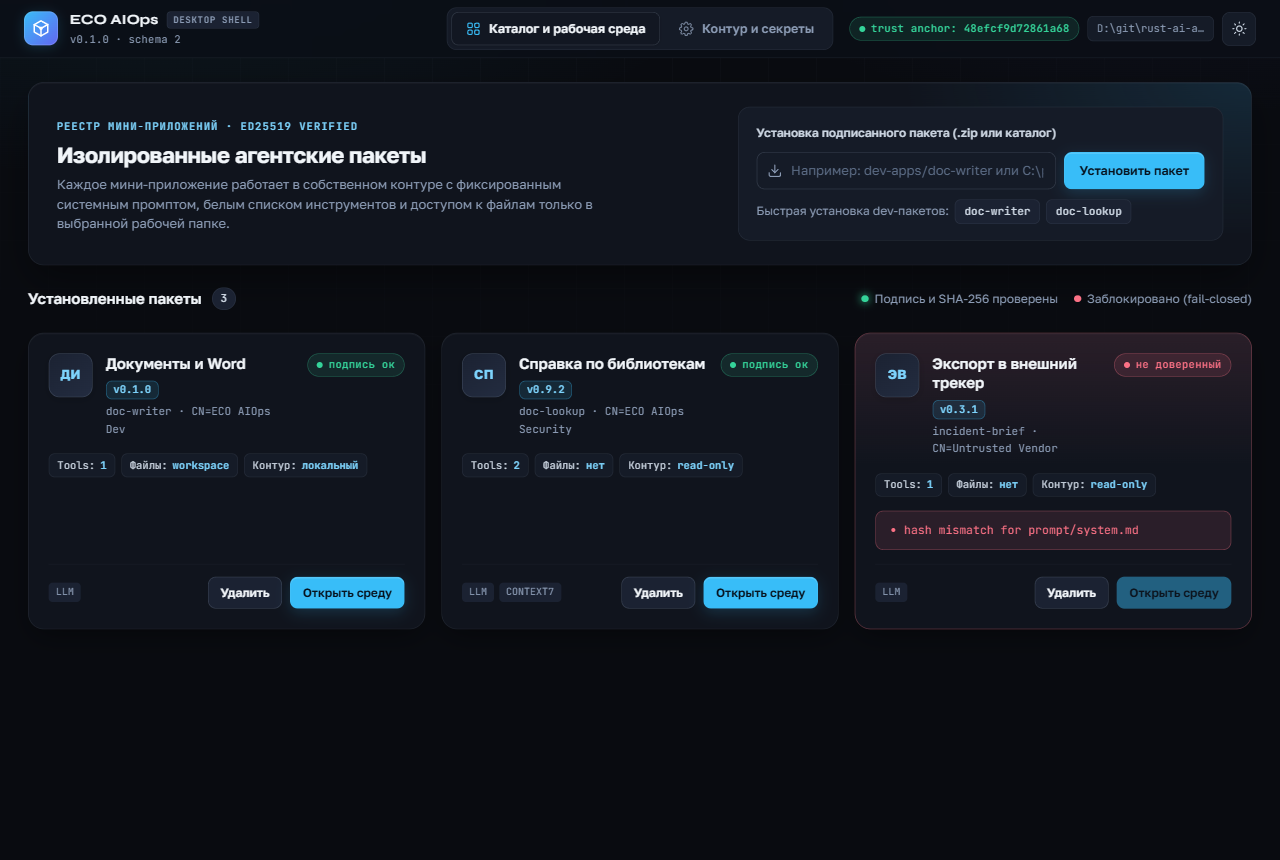 ECO AIOps DESKTOP SHELL
v0.1.0 · schema 2
Каталог и рабочая среда
Контур и секреты
trust anchor: 48efcf9d72861a68
D:\git\rust-ai-a…
РЕЕСТР МИНИ-ПРИЛОЖЕНИЙ · ED25519 VERIFIED
Изолированные агентские пакеты
Каждое мини-приложение работает в собственном контуре с фиксированным
системным промптом, белым списком инструментов и доступом к файлам только в
выбранной рабочей папке.
Установка подписанного пакета (.zip или каталог)
Например: dev-apps/doc-writer или C:\
Установить пакет
Быстрая установка dev-пакетов: doc-writer doc-lookup
Установленные пакеты 3
Подпись и SHA-256 проверены
Заблокировано (fail-closed)
ДИ
Документы и Word
подпись ок
v0.1.0
doc-writer · CN=ECO AIOps
Dev
Tools: 1 Файлы: workspace Контур: локальный
LLM
Удалить
Открыть среду
СП
Справка по библиотекам
подпись ок
v0.9.2
doc-lookup · CN=ECO AIOps
Security
Tools: 2 Файлы: нет Контур: read-only
LLM CONTEXT7
Удалить
Открыть среду
ЭВ
Экспорт в внешний
трекер
не доверенный
v0.3.1
incident-brief ·
CN=Untrusted Vendor
Tools: 1 Файлы: нет Контур: read-only
• hash mismatch for prompt/system.md
LLM
Удалить
Открыть среду